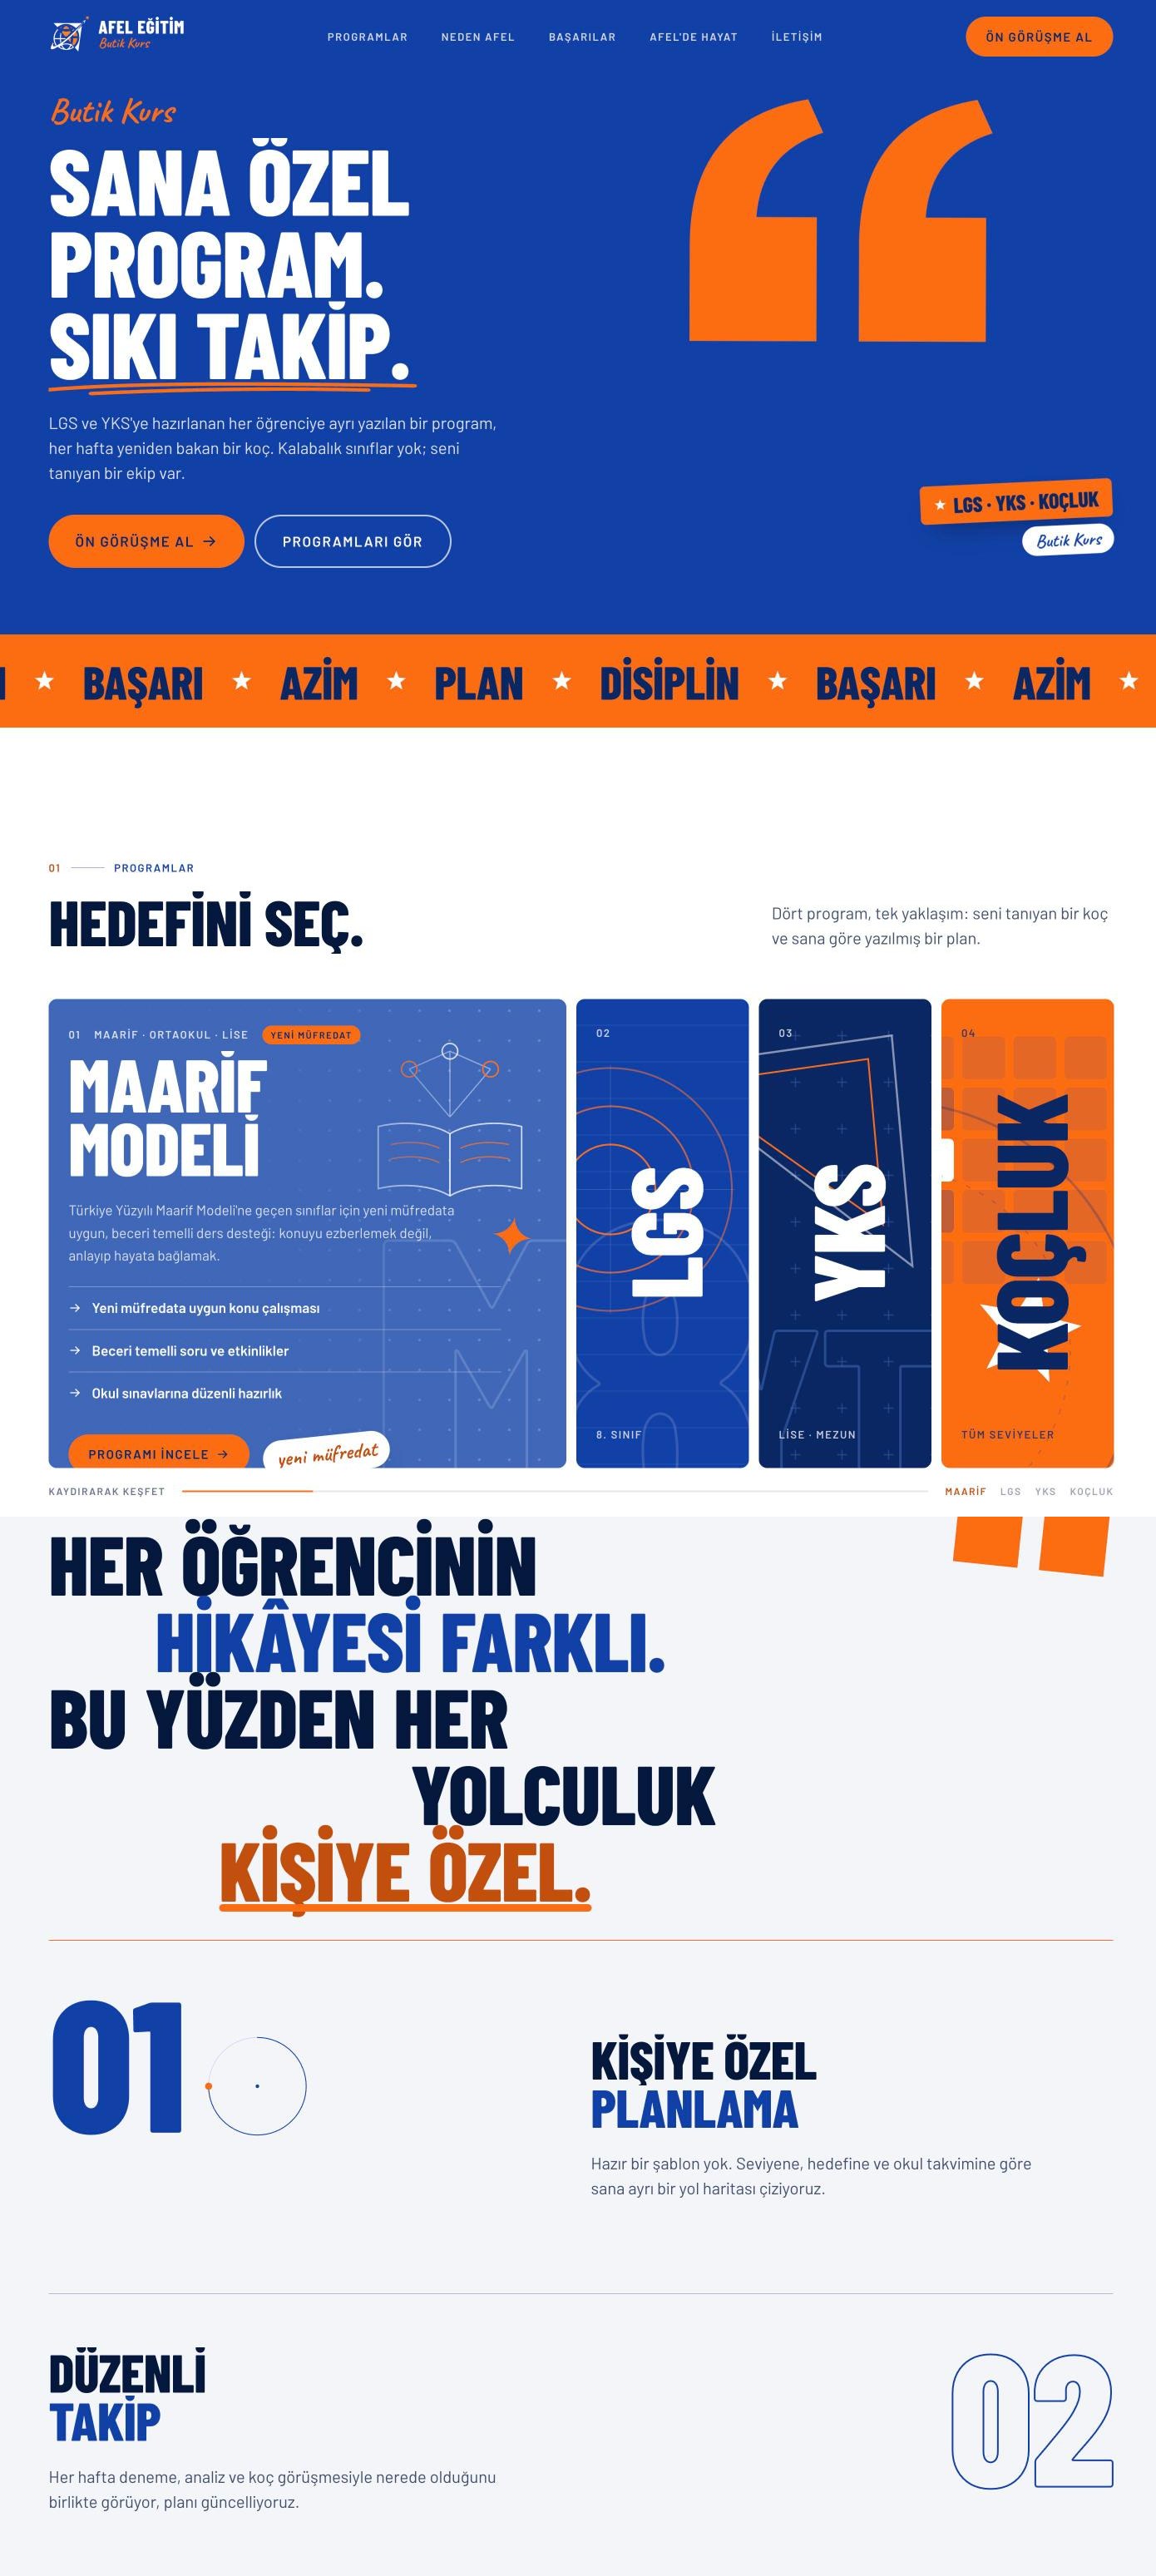 AFEL EĞİTİM
Butik Kurs
PROGRAMLAR NEDEN AFEL BAŞARILAR AFEL'DE HAYAT İLETİŞİM
ÖN GÖRÜŞME AL
Butik Kurs
SANA ÖZEL
PROGRAM.
SIKI TAKİP.
LGS ve YKS'ye hazırlanan her öğrenciye ayrı yazılan bir program,
her hafta yeniden bakan bir koç. Kalabalık sınıflar yok; seni
tanıyan bir ekip var.
ÖN GÖRÜŞME AL →
PROGRAMLARI GÖR
★ LGS · YKS · KOÇLUK
Butik Kurs
★ BAŞARI ★ AZİM ★ PLAN ★ DİSİPLİN ★ BAŞARI ★ AZİM ★
01 PROGRAMLAR
HEDEFİNİ SEÇ.
Dört program, tek yaklaşım: seni tanıyan bir koç
ve sana göre yazılmış bir plan.
01 MAARİF · ORTAOKUL · LİSE YENİ MÜFREDAT
MAARİF
MODELİ
Türkiye Yüzyılı Maarif Modeli'ne geçen sınıflar için yeni müfredata
uygun, beceri temelli ders desteği: konuyu ezberlemek değil,
anlayıp hayata bağlamak.
→ Yeni müfredata uygun konu çalışması
→ Beceri temelli soru ve etkinlikler
→ Okul sınavlarına düzenli hazırlık
PROGRAMI İNCELE →
yeni müfredat
02
LGS
8. SINIF
03
YKS
LİSE · MEZUN
04
KOÇLUK
TÜM SEVİYELER
KAYDIRARAK KEŞFET
MAARİF LGS YKS KOÇLUK
HER ÖĞRENCİNİN
HİKÂYESİ FARKLI.
BU YÜZDEN HER
YOLCULUK
KİŞİYE ÖZEL.
01
KİŞİYE ÖZEL
PLANLAMA
Hazır bir şablon yok. Seviyene, hedefine ve okul takvimine göre
sana ayrı bir yol haritası çiziyoruz.
DÜZENLİ
TAKİP
Her hafta deneme, analiz ve koç görüşmesiyle nerede olduğunu
birlikte görüyor, planı güncelliyoruz.
02